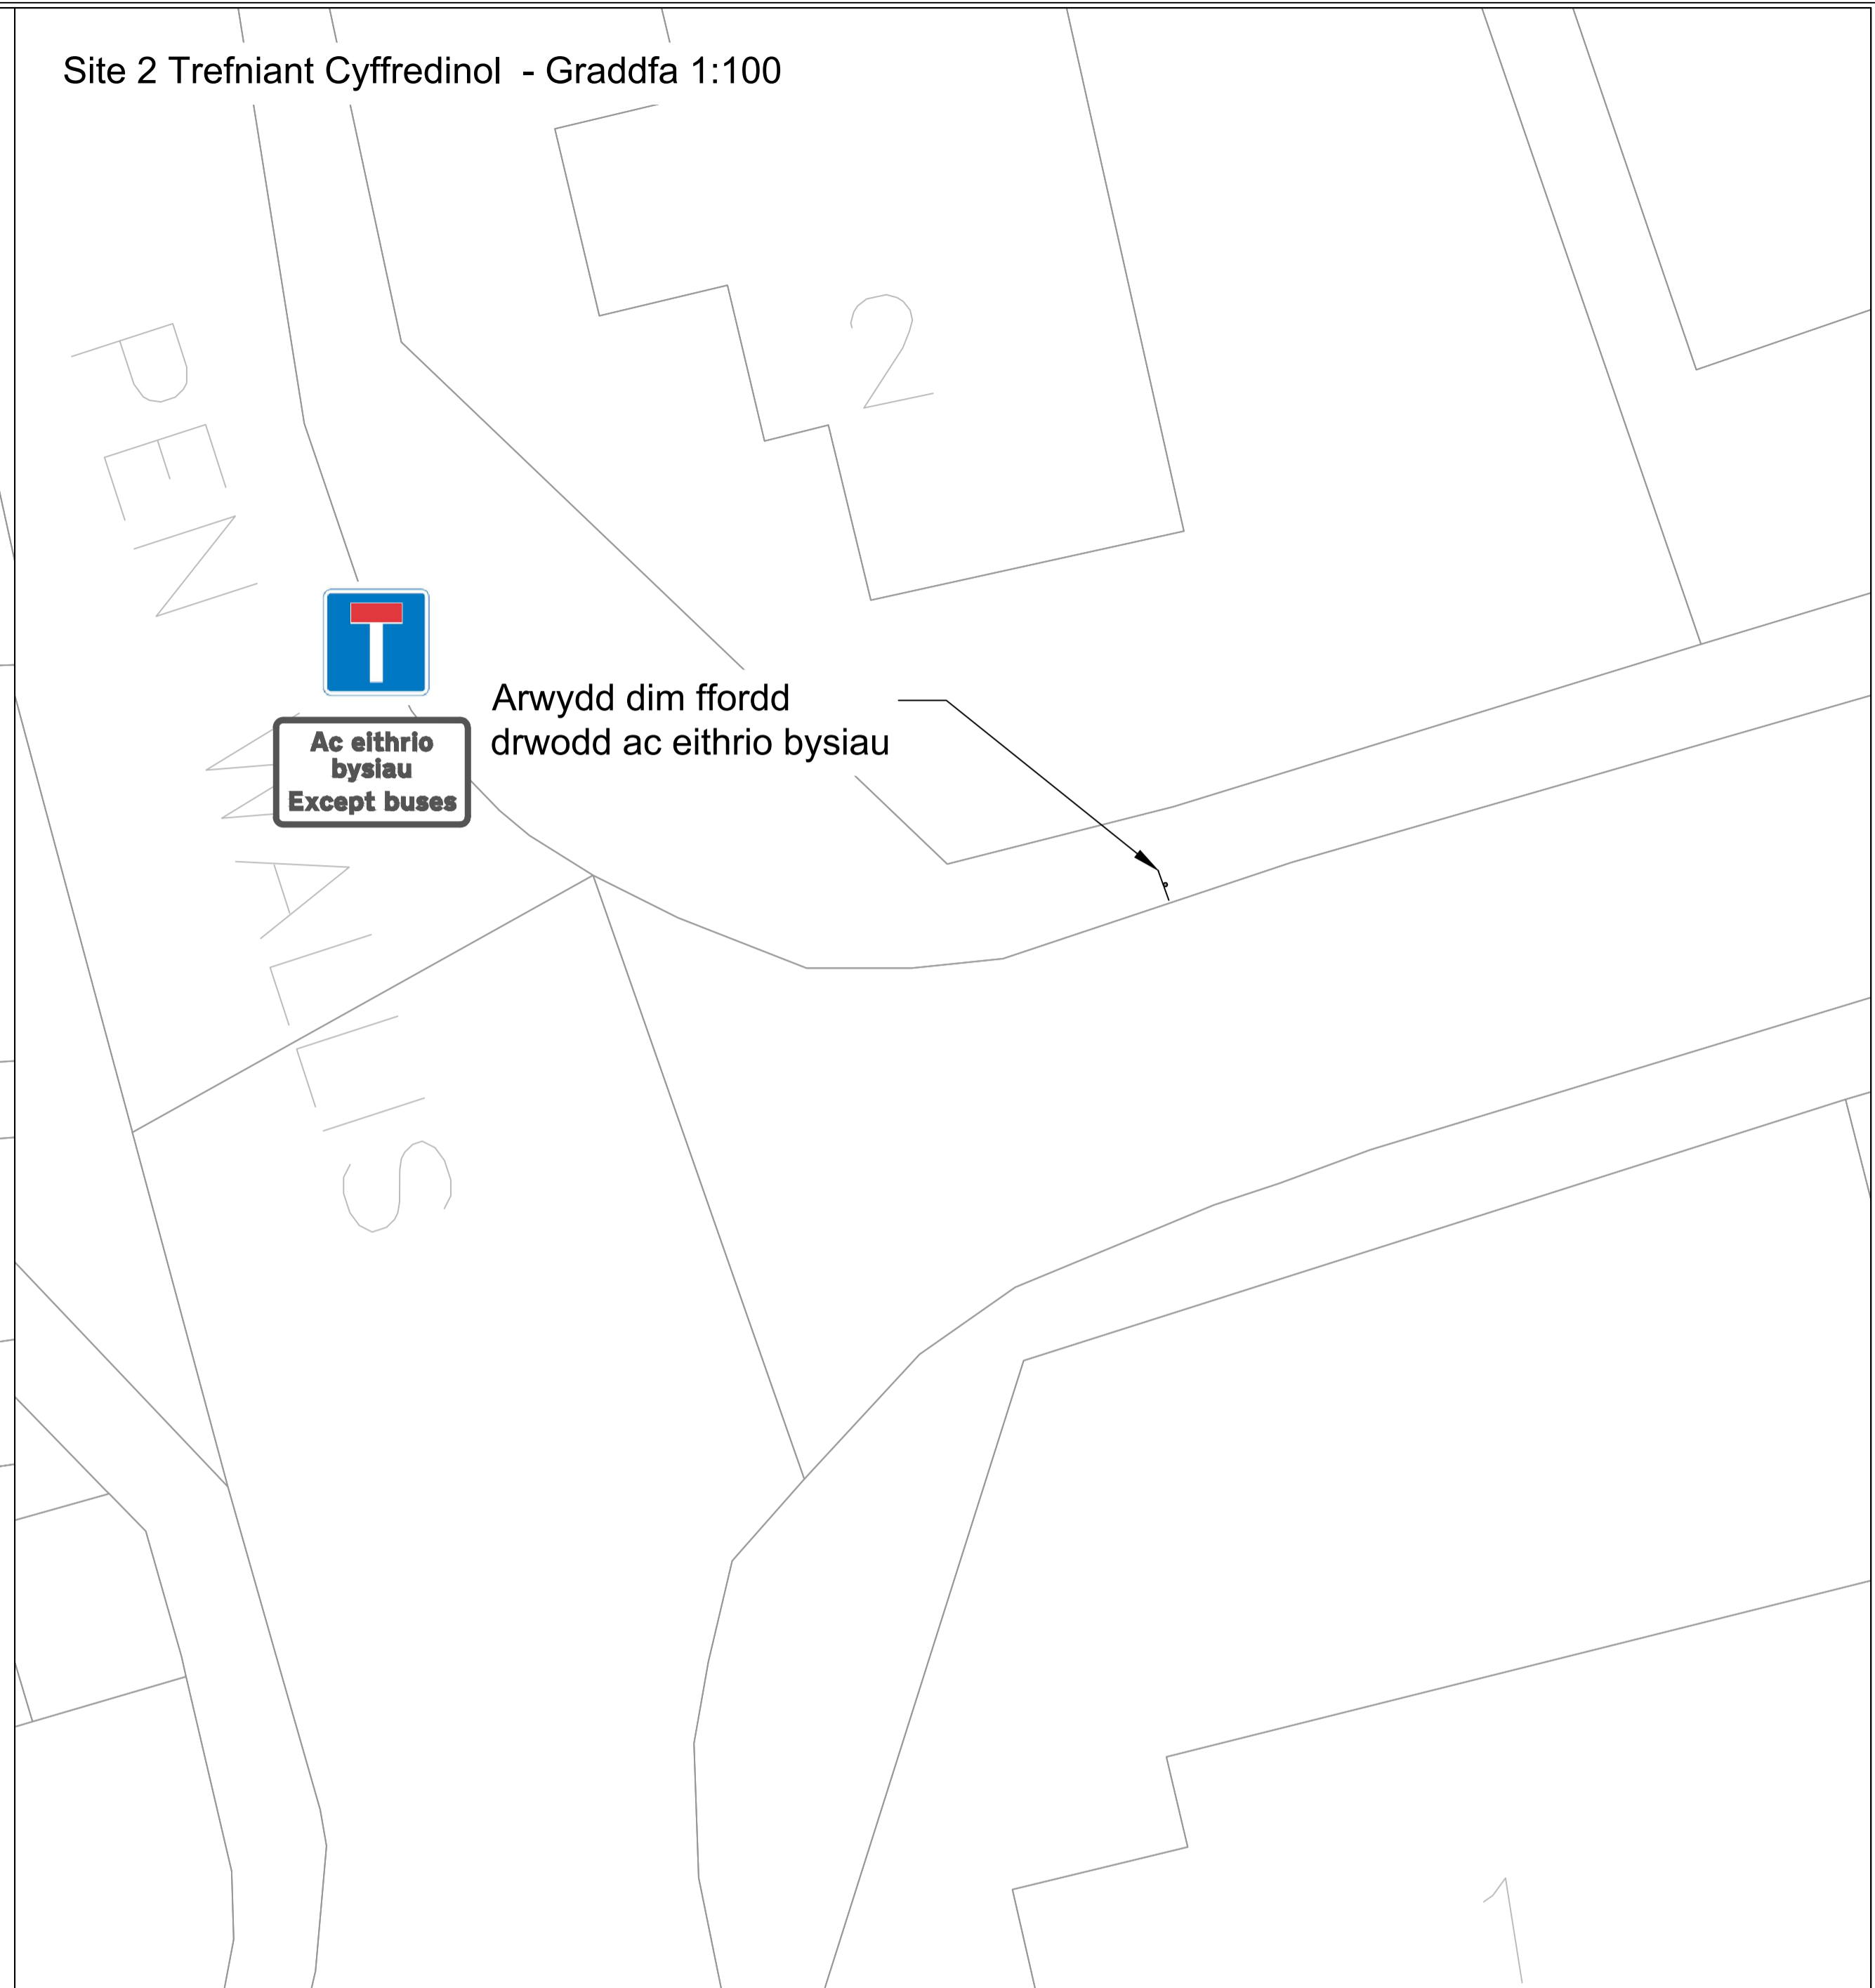 Site 2 Trefniant Cyffredinol - Graddfa 1:100
2
PEN
Arwydd dim ffordd
drwodd ac eithrio bysiau
Ac eithrio
bysiau
Except buses
1